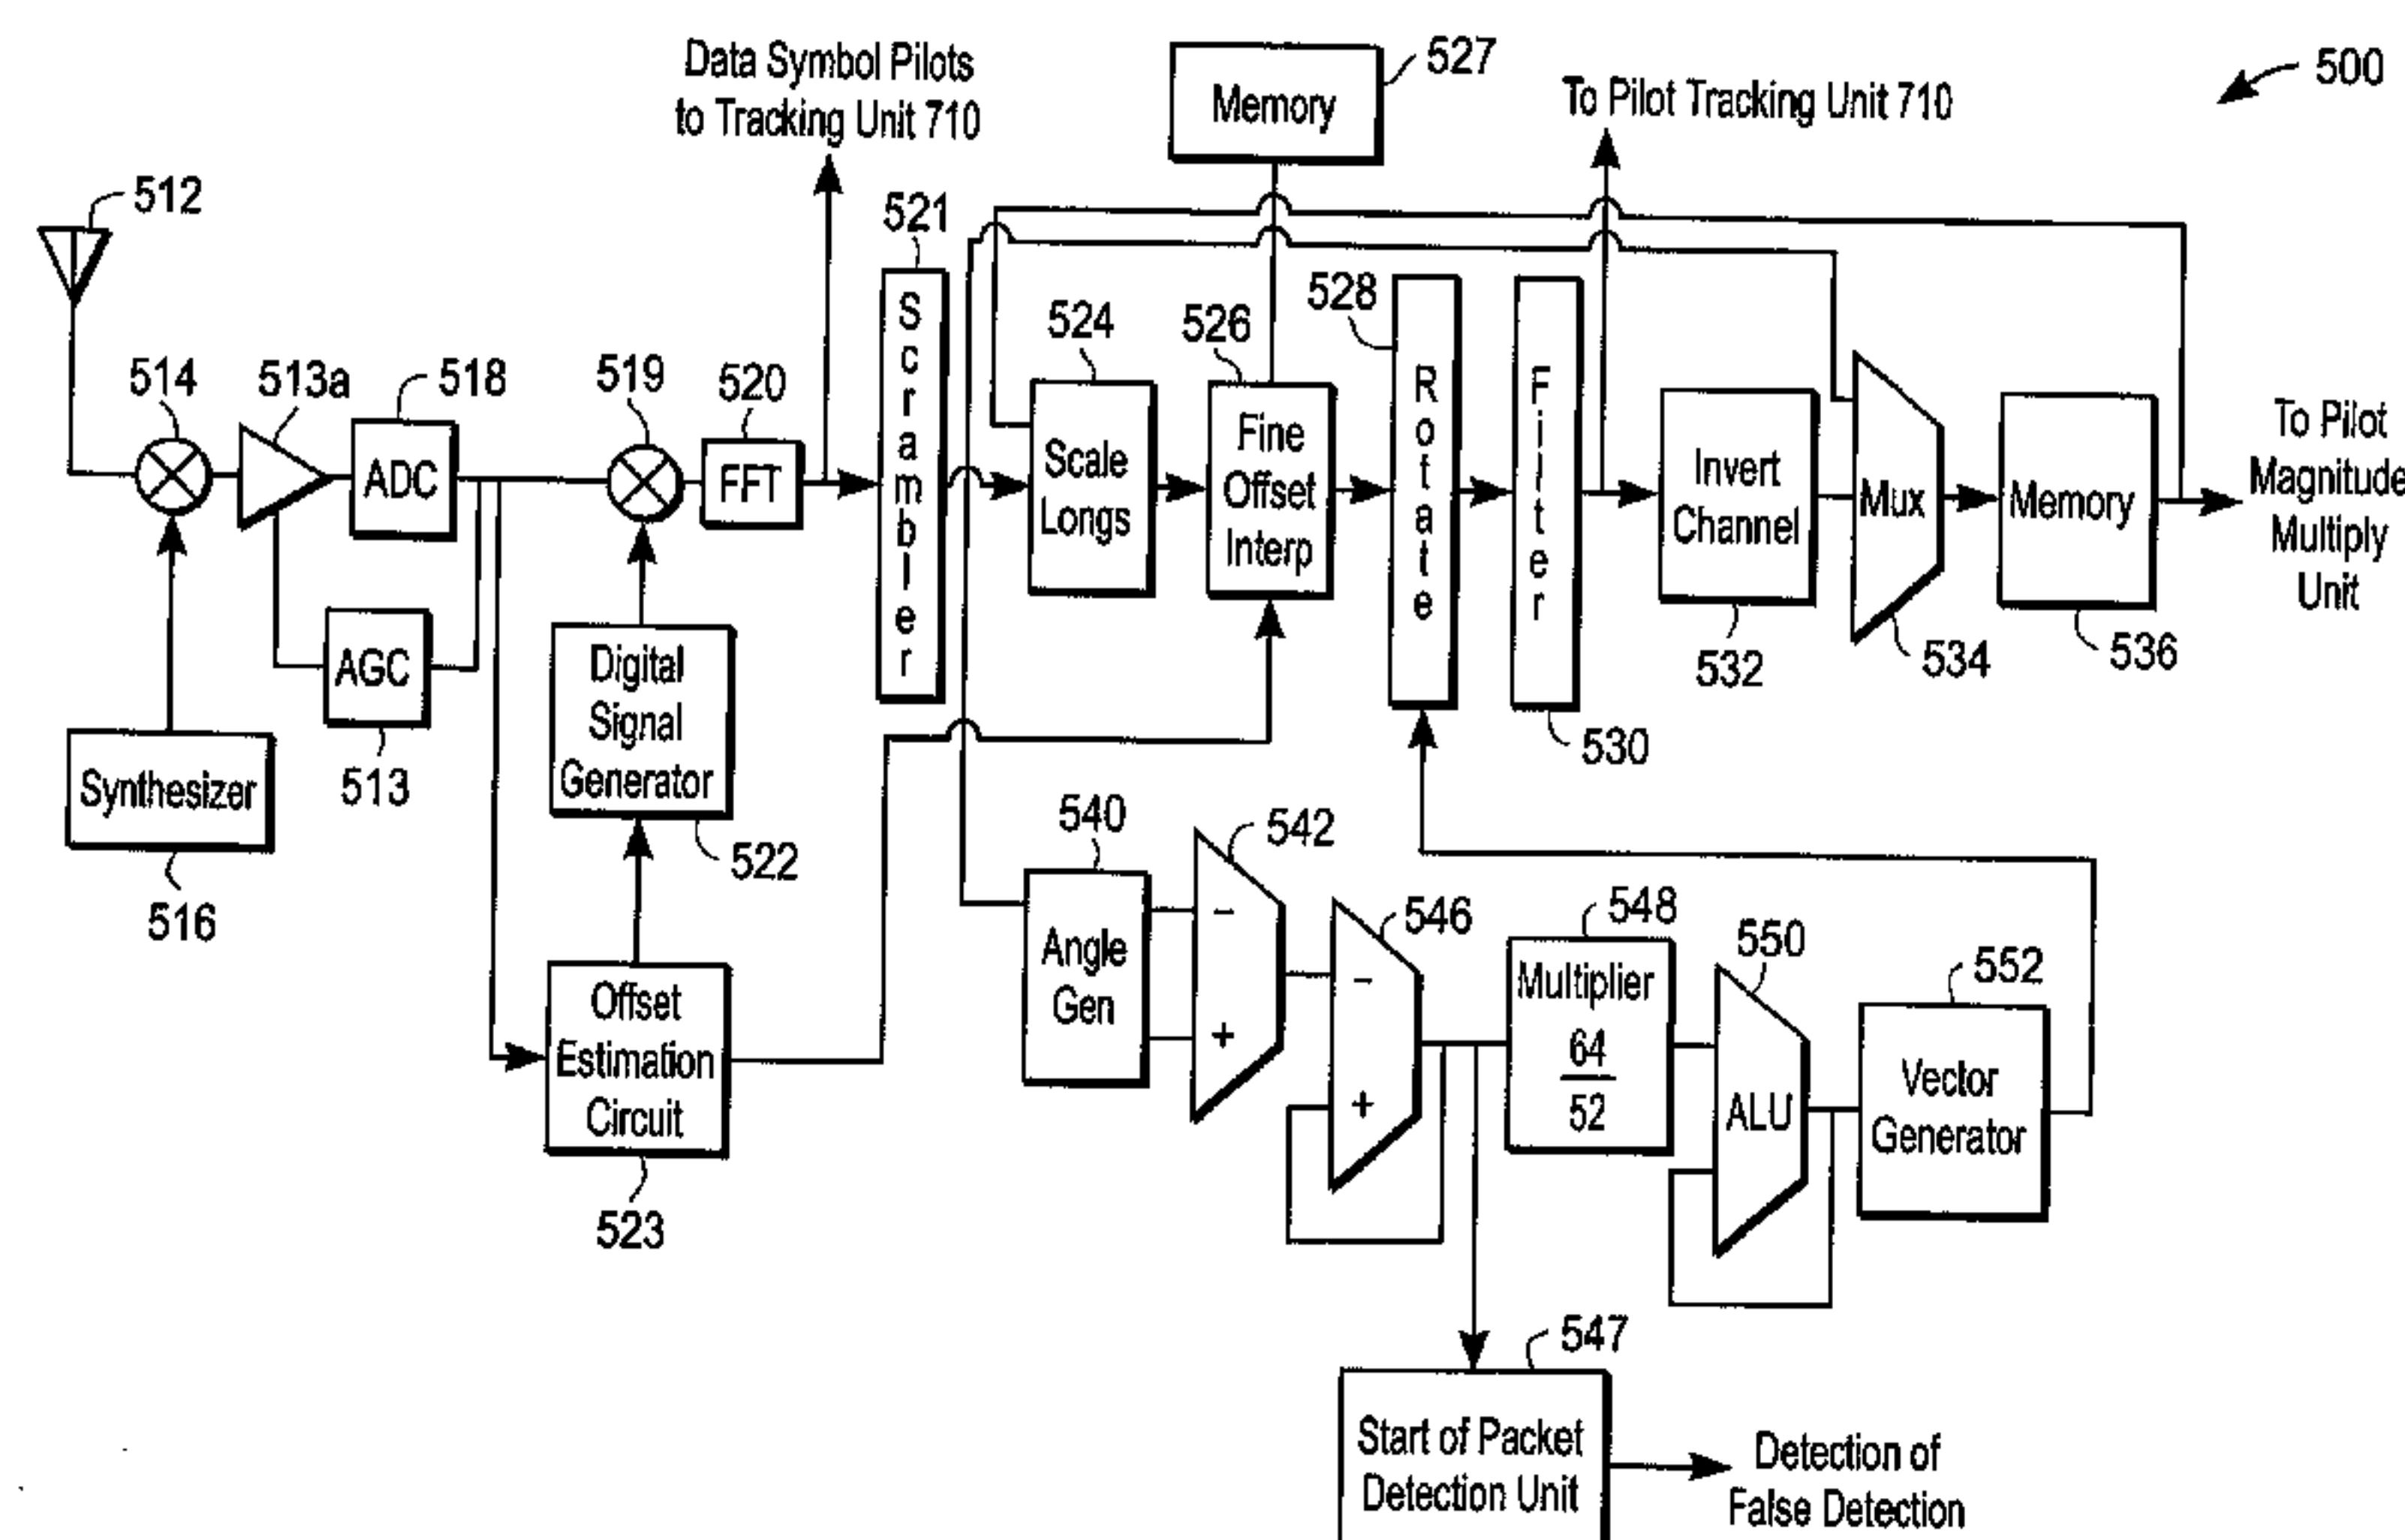 Data Symbol Pilots
to Tracking Unit 710
Memory
527
To Pilot Tracking Unit 710
500
512
521
514
513a
518
519
520
524
526
528
ADC
FFT
Scrambler
Scale
Longs
Fine
Offset
Interp
Rotate
Filter
Invert
Channel
Mux
Memory
To Pilot
Magnitude
Multiply
Unit
532
534
536
530
AGC
513
Synthesizer
516
Digital
Signal
Generator
522
Offset
Estimation
Circuit
523
540
Angle
Gen
542
−
+
546
−
+
548
Multiplier
64
52
550
ALU
552
Vector
Generator
547
Start of Packet
Detection Unit
Detection of
False Detection